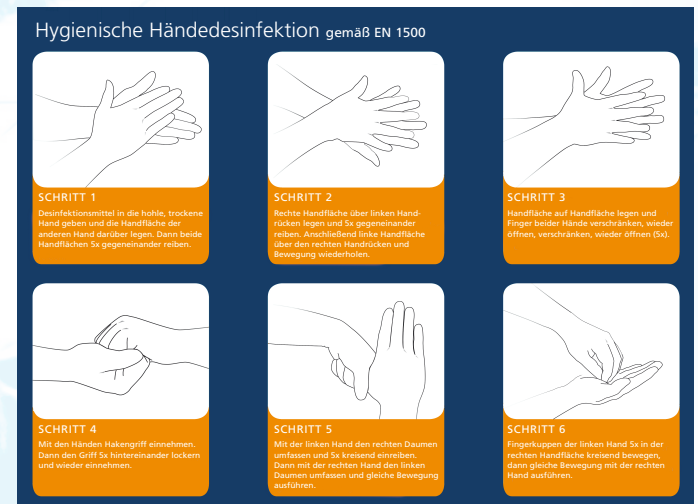 Hygienische Händedesinfektion gemäß EN 1500
SCHRITT 1
Desinfektionsmittel in die hohle, trockene
Hand geben und die Handfläche der
anderen Hand darüber legen. Dann beide
Handflächen 5x gegeneinander reiben.
SCHRITT 2
Rechte Handfläche über linken Hand-
rücken legen und 5x gegeneinander
reiben. Anschließend linke Handfläche
über den rechten Handrücken und
Bewegung wiederholen.
SCHRITT 3
Handfläche auf Handfläche legen und
Finger beider Hände verschränken, wieder
öffnen, verschränken, wieder öffnen (5x).
SCHRITT 4
Mit den Händen Hakengriff einnehmen.
Dann den Griff 5x hintereinander lockern
und wieder einnehmen.
SCHRITT 5
Mit der linken Hand den rechten Daumen
umfassen und 5x kreisend einreiben.
Dann mit der rechten Hand den linken
Daumen umfassen und gleiche Bewegung
ausführen.
SCHRITT 6
Fingerkuppen der linken Hand 5x in der
rechten Handfläche kreisend bewegen,
dann gleiche Bewegung mit der rechten
Hand ausführen.